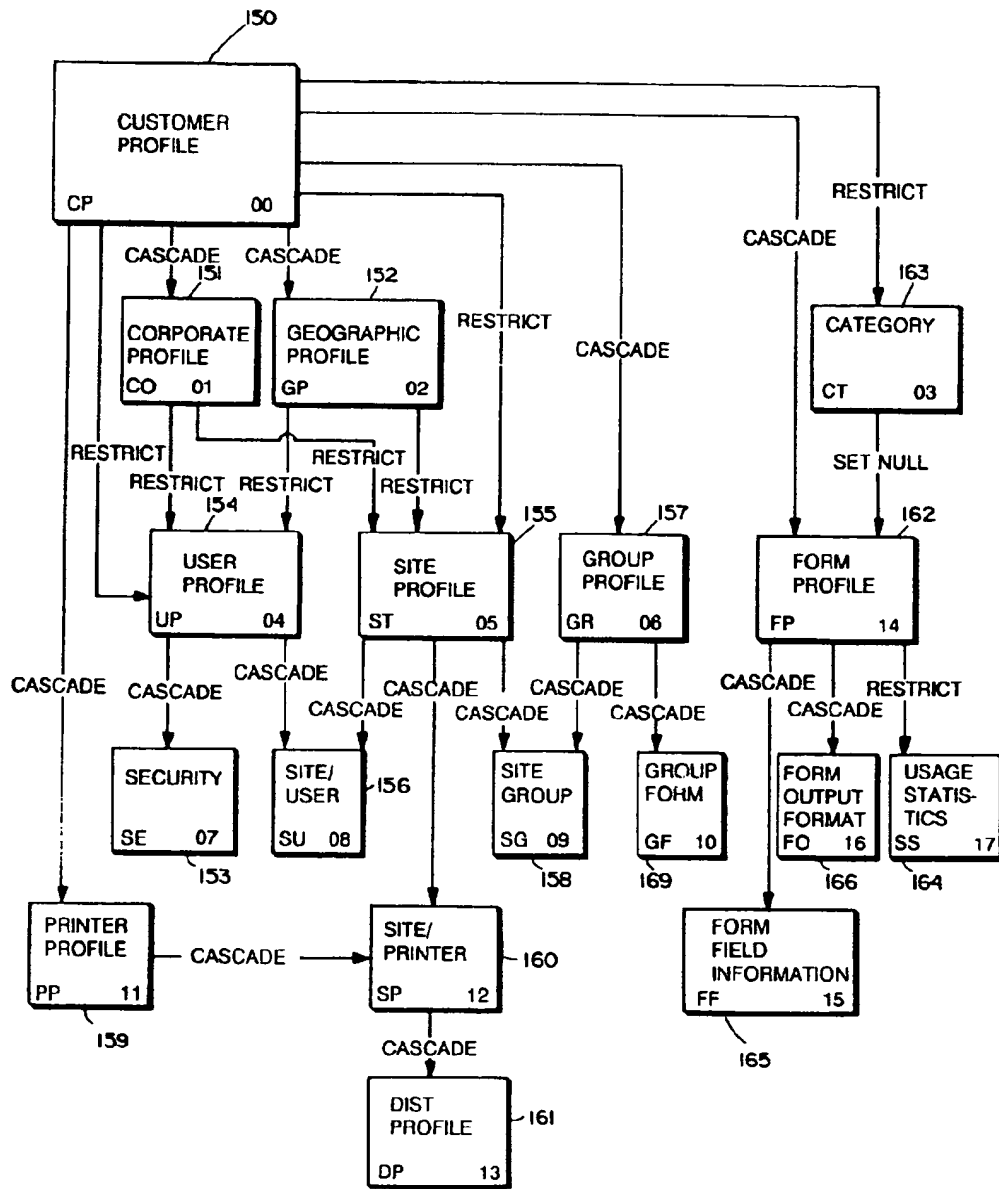 150
CUSTOMER
PROFILE
CP 00
RESTRICT
CASCADE
CASCADE CASCADE
151
152
163
RESTRICT
CASCADE
CORPORATE
PROFILE
CO 01
GEOGRAPHIC
PROFILE
GP 02
CATEGORY
CT 03
RESTRICT
RESTRICT
RESTRICT
RESTRICT
RESTRICT
SET NULL
154
155
157
162
USER
PROFILE
UP 04
SITE
PROFILE
ST 05
GROUP
PROFILE
GR 06
FORM
PROFILE
FP 14
CASCADE
CASCADE
CASCADE
CASCADE
CASCADE
CASCADE
CASCADE
CASCADE
CASCADE
CASCADE
RESTRICT
SECURITY
SE 07
153
SITE/
USER
SU 08
156
SITE
GROUP
SG 09
158
GROUP
FORM
GF 10
169
FORM
OUTPUT
FORMAT
FO 16
166
USAGE
STATIS-
TICS
SS 17
164
PRINTER
PROFILE
PP 11
159
CASCADE
SITE/
PRINTER
SP 12
160
FORM
FIELD
INFORMATION
FF 15
165
CASCADE
DIST
PROFILE
DP 13
161